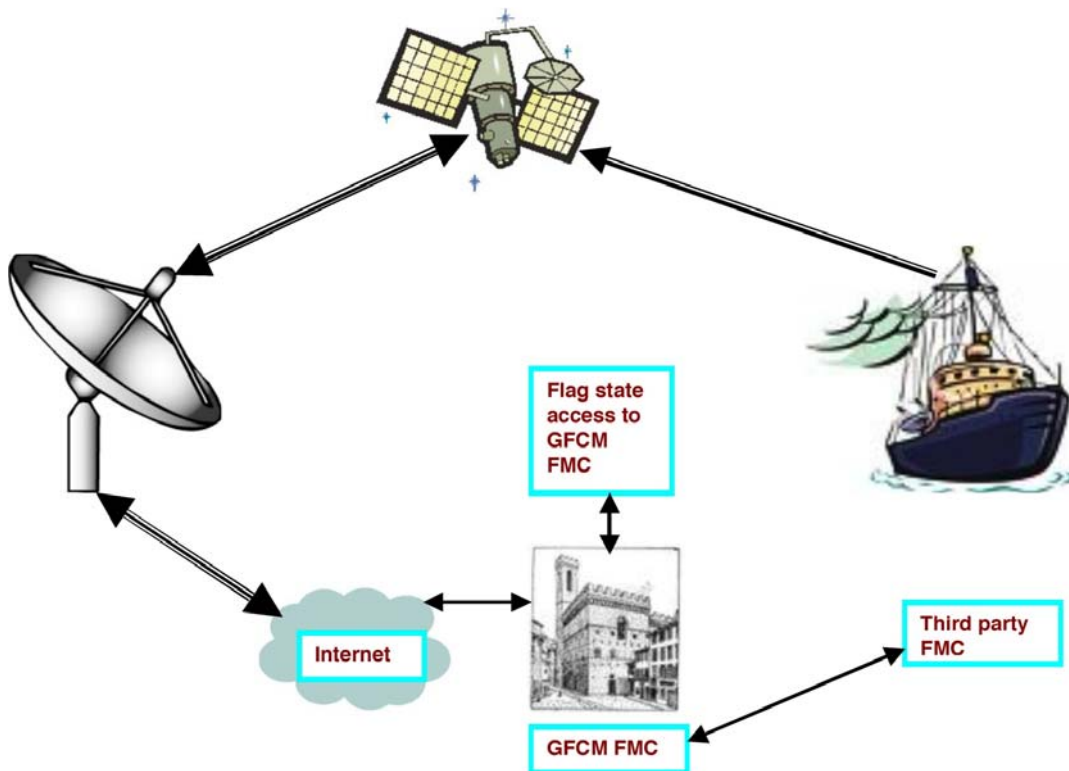 Flag state
access to
GFCM
FMC
Internet
Third party
FMC
GFCM FMC